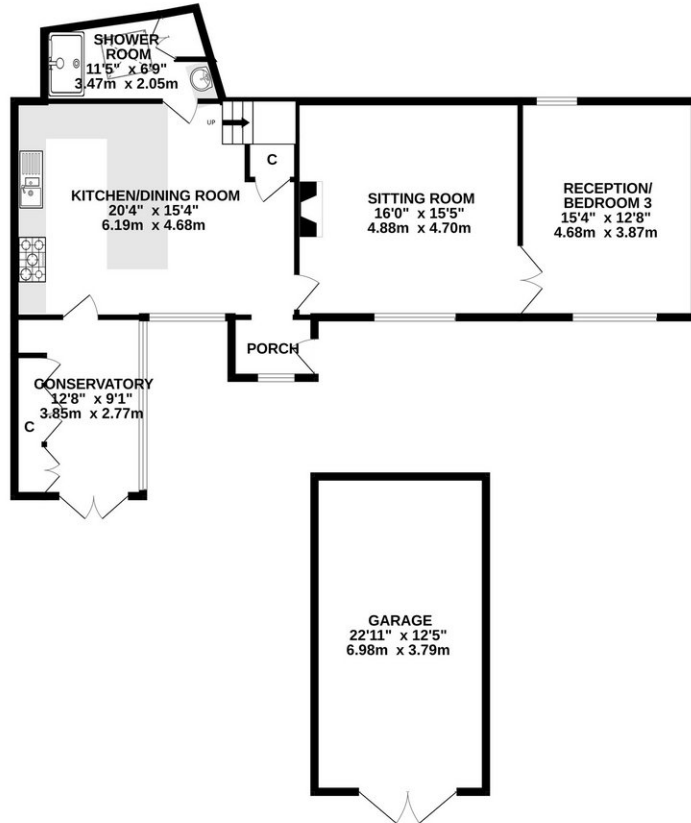 SHOWER
ROOM
11'5" x 6'9"
3.47m x 2.05m
UP
C
KITCHEN/DINING ROOM
20'4" x 15'4"
6.19m x 4.68m
SITTING ROOM
16'0" x 15'5"
4.88m x 4.70m
RECEPTION/
BEDROOM 3
15'4" x 12'8"
4.68m x 3.87m
PORCH
CONSERVATORY
12'8" x 9'1"
3.85m x 2.77m
C
GARAGE
22'11" x 12'5"
6.98m x 3.79m